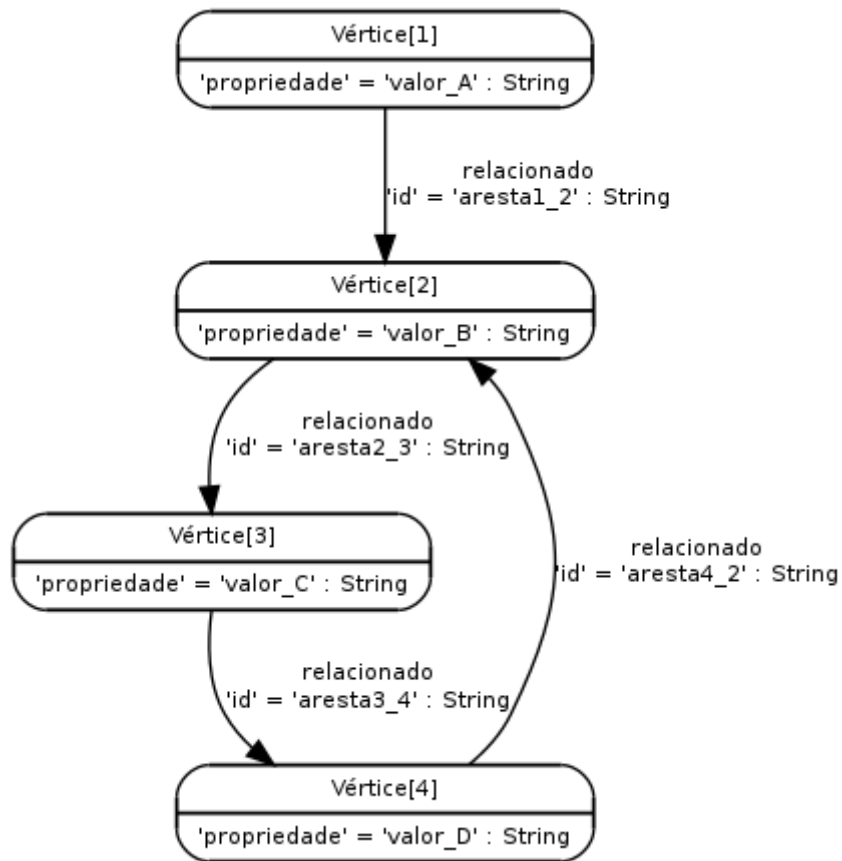 Vértice[1]
'propriedade' = 'valor_A' : String
relacionado
'id' = 'aresta1_2' : String
Vértice[2]
'propriedade' = 'valor_B' : String
relacionado
'id' = 'aresta2_3' : String
Vértice[3]
'propriedade' = 'valor_C' : String
relacionado
'id' = 'aresta4_2' : String
relacionado
'id' = 'aresta3_4' : String
Vértice[4]
'propriedade' = 'valor_D' : String